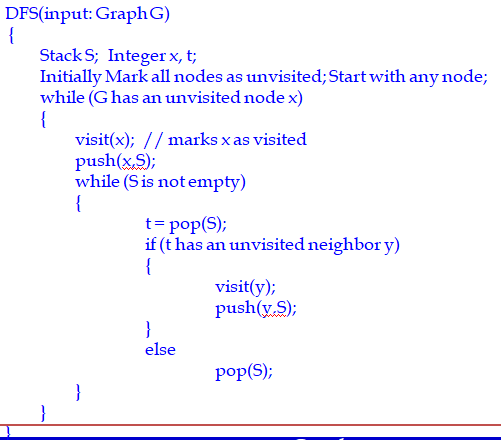 DFS(input: Graph G)
{
Stack S; Integer x, t;
Initially Mark all nodes as unvisited; Start with any node;
while (G has an unvisited node x)
{
visit(x); // marks x as visited
push(x,S);
while (S is not empty)
{
t = pop(S);
if (t has an unvisited neighbor y)
{
visit(y);
push(y,S);
}
else
pop(S);
}
}
}